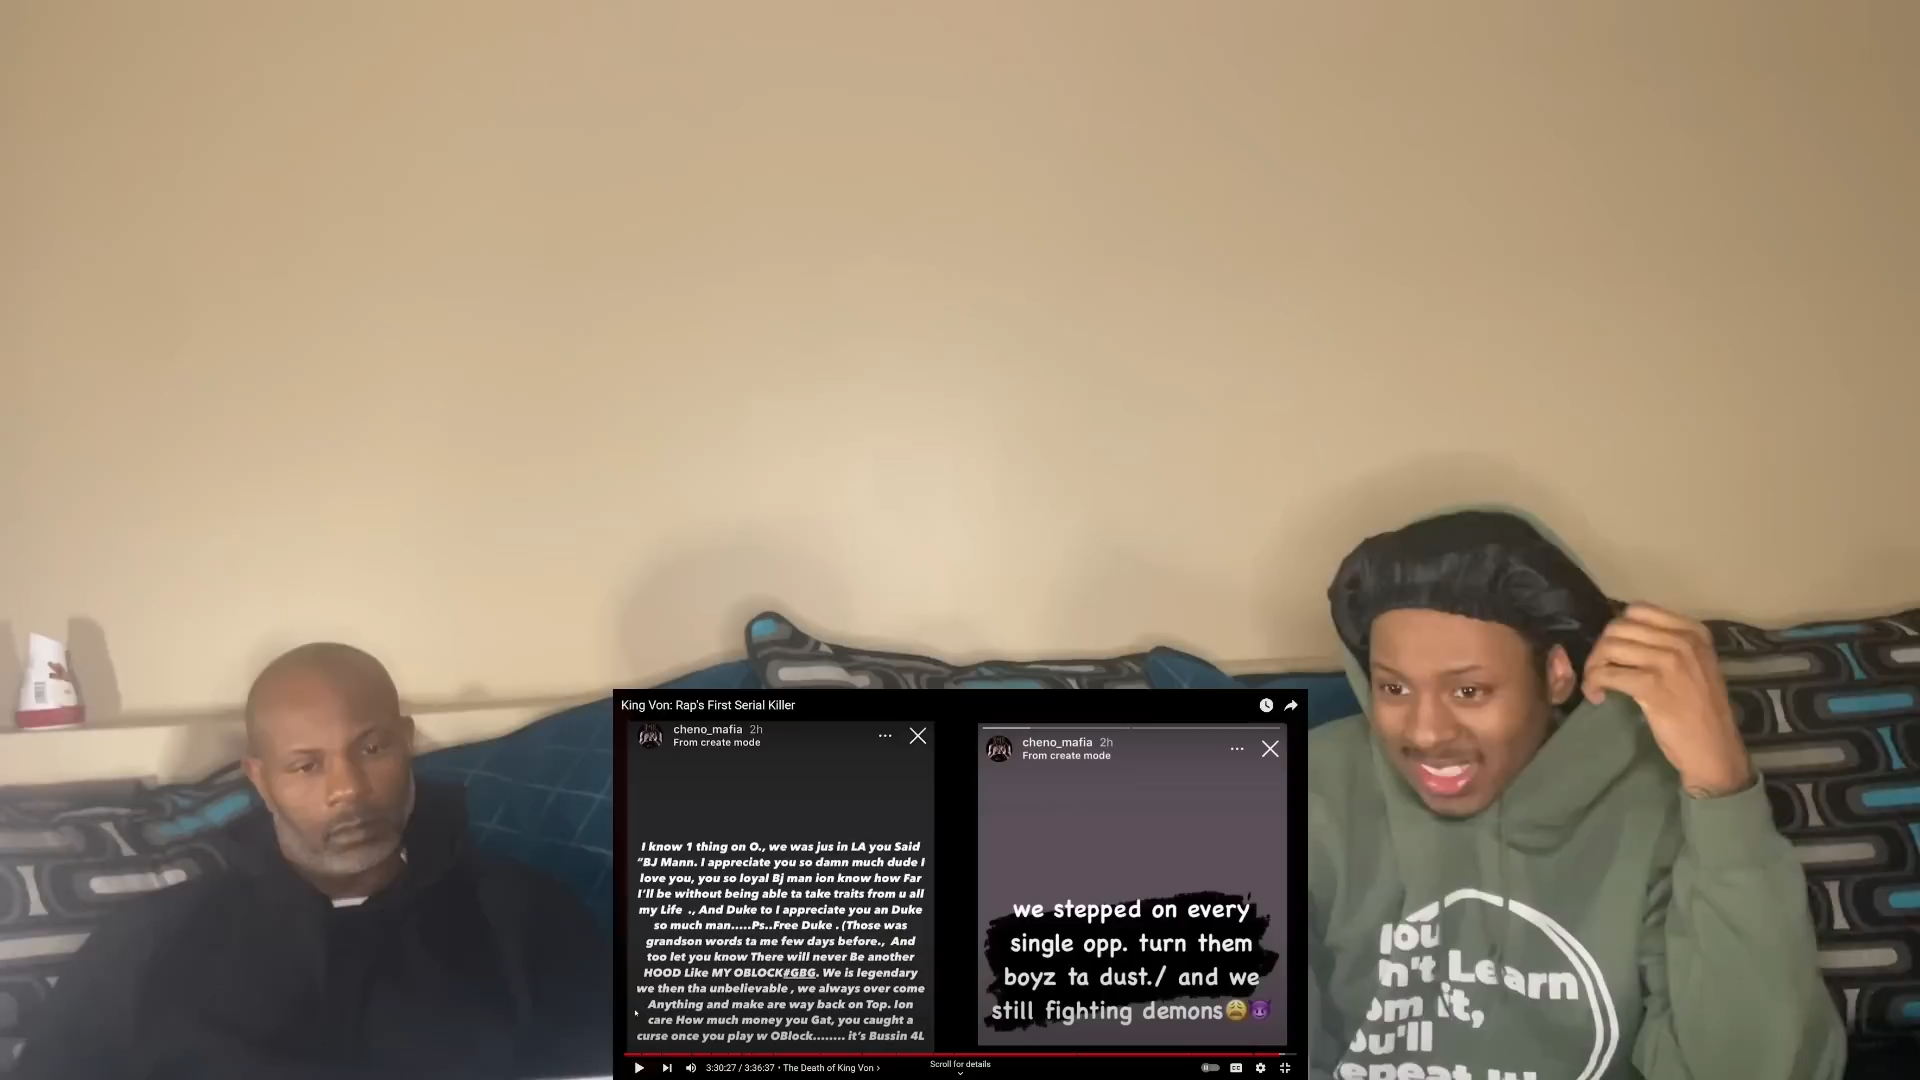 King Von: Rap's First Serial Killer
cheno_mafia 2h
From create mode
I know 1 thing on O., we was jus in LA you Said
"BJ Mann. I appreciate you so damn much dude I
love you, you so loyal Bj man ion know how Far
I'll be without being able ta take traits from u all
my Life ., And Duke to I appreciate you an Duke
so much man.....Ps..Free Duke . (Those was
grandson words ta me few days before., And
too let you know There will never Be another
HOOD Like MY OBLOCK#GBG. We is legendary
we then tha unbelievable , we always over come
Anything and make are way back on Top. Ion
care How much money you Gat, you caught a
curse once you play w OBlock........ it's Bussin 4L
cheno_mafia 2h
From create mode
we stepped on every
single opp. turn them
boyz ta dust./ and we
still fighting demons😩😈
3:30:27 / 3:36:37 • The Death of King Von ›
Scroll for details
You
n't Learn
om it,
ou'll
epeat It!